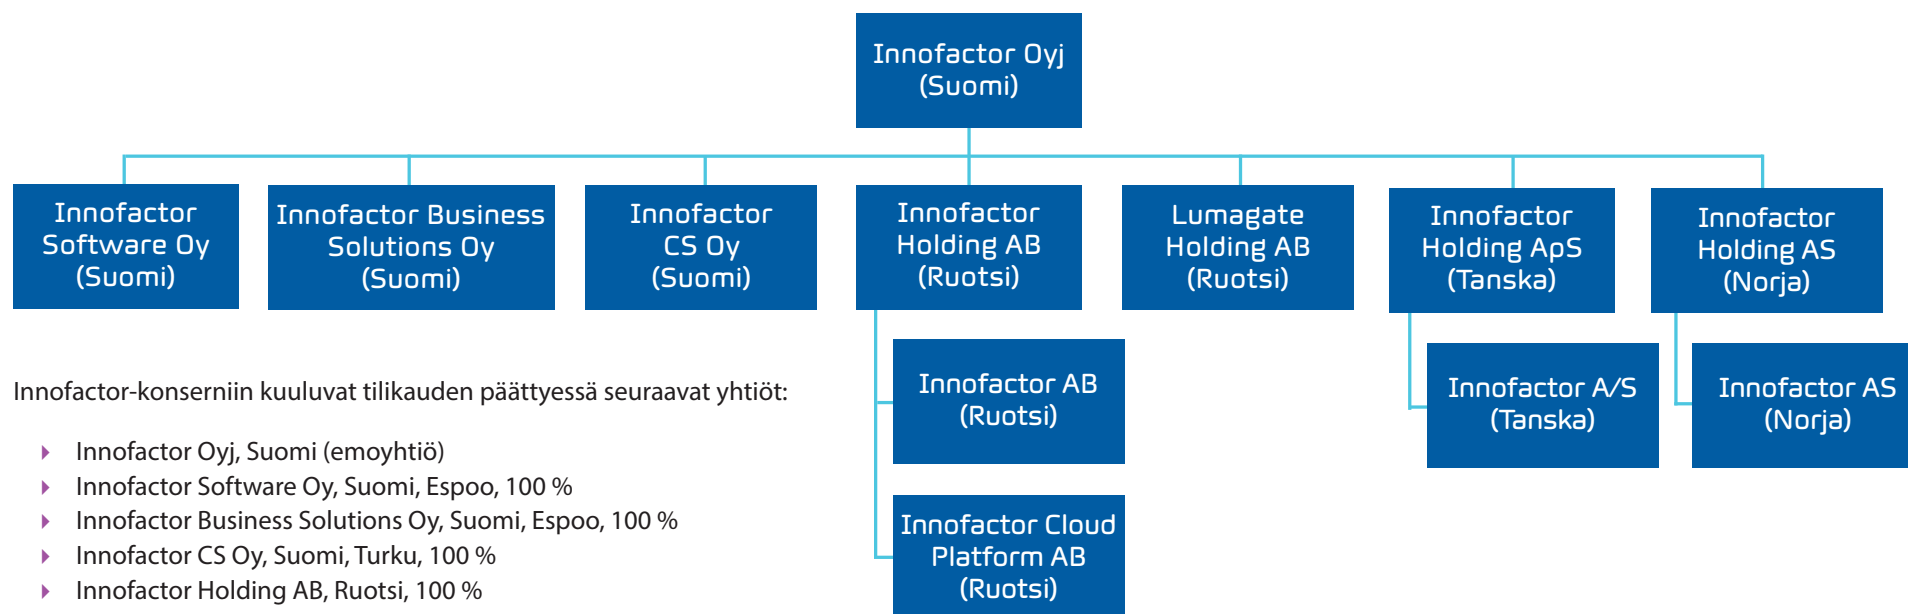 Innofactor Oyj
(Suomi)
Innofactor
Software Oy
(Suomi)
Innofactor Business
Solutions Oy
(Suomi)
Innofactor
CS Oy
(Suomi)
Innofactor
Holding AB
(Ruotsi)
Lumagate
Holding AB
(Ruotsi)
Innofactor
Holding ApS
(Tanska)
Innofactor
Holding AS
(Norja)
Innofactor AB
(Ruotsi)
Innofactor A/S
(Tanska)
Innofactor AS
(Norja)
Innofactor Cloud
Platform AB
(Ruotsi)
Innofactor-konserniin kuuluvat tilikauden päättyessä seuraavat yhtiöt:
Innofactor Oyj, Suomi (emoyhtiö)
Innofactor Software Oy, Suomi, Espoo, 100 %
Innofactor Business Solutions Oy, Suomi, Espoo, 100 %
Innofactor CS Oy, Suomi, Turku, 100 %
Innofactor Holding AB, Ruotsi, 100 %